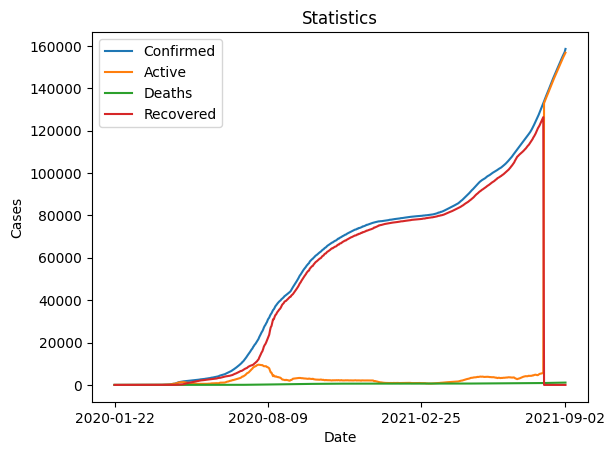 Statistics
Confirmed
Active
Deaths
Recovered
160000
140000
120000
100000
80000
60000
40000
20000
0
Cases
2020-01-22
2020-08-09
2021-02-25
2021-09-02
Date